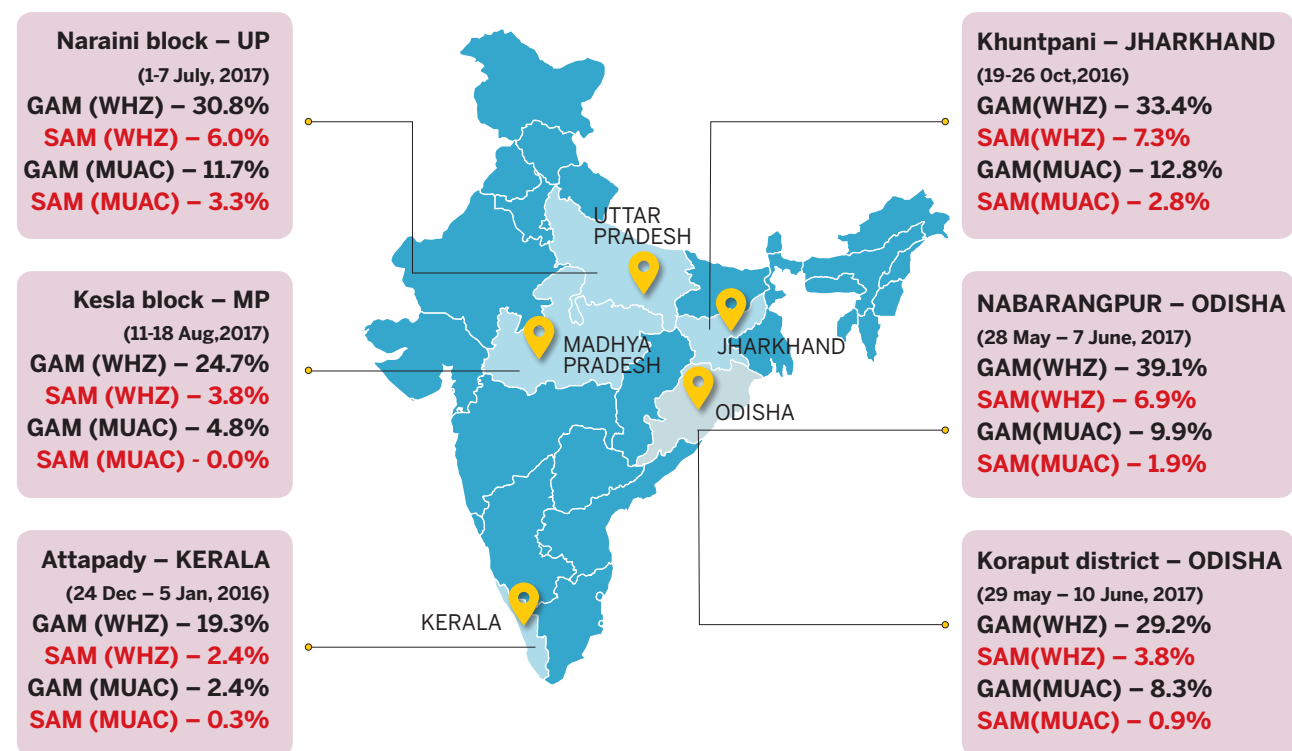 Naraini block – UP
(1-7 July, 2017)
GAM (WHZ) – 30.8%
SAM (WHZ) – 6.0%
GAM (MUAC) – 11.7%
SAM (MUAC) – 3.3%
Kesla block – MP
(11-18 Aug,2017)
GAM (WHZ) – 24.7%
SAM (WHZ) – 3.8%
GAM (MUAC) – 4.8%
SAM (MUAC) - 0.0%
Attapady – KERALA
(24 Dec – 5 Jan, 2016)
GAM (WHZ) – 19.3%
SAM (WHZ) – 2.4%
GAM (MUAC) – 2.4%
SAM (MUAC) – 0.3%
UTTAR
PRADESH
MADHYA
PRADESH
JHARKHAND
ODISHA
KERALA
Khuntpani – JHARKHAND
(19-26 Oct,2016)
GAM(WHZ) – 33.4%
SAM(WHZ) – 7.3%
GAM(MUAC) – 12.8%
SAM(MUAC) – 2.8%
NABARANGPUR – ODISHA
(28 May – 7 June, 2017)
GAM(WHZ) – 39.1%
SAM(WHZ) – 6.9%
GAM(MUAC) – 9.9%
SAM(MUAC) – 1.9%
Koraput district – ODISHA
(29 may – 10 June, 2017)
GAM(WHZ) – 29.2%
SAM(WHZ) – 3.8%
GAM(MUAC) – 8.3%
SAM(MUAC) – 0.9%